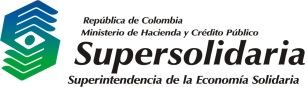 República de Colombia
Ministerio de Hacienda y Crédito Público
Supersolidaria
Superintendencia de la Economía Solidaria